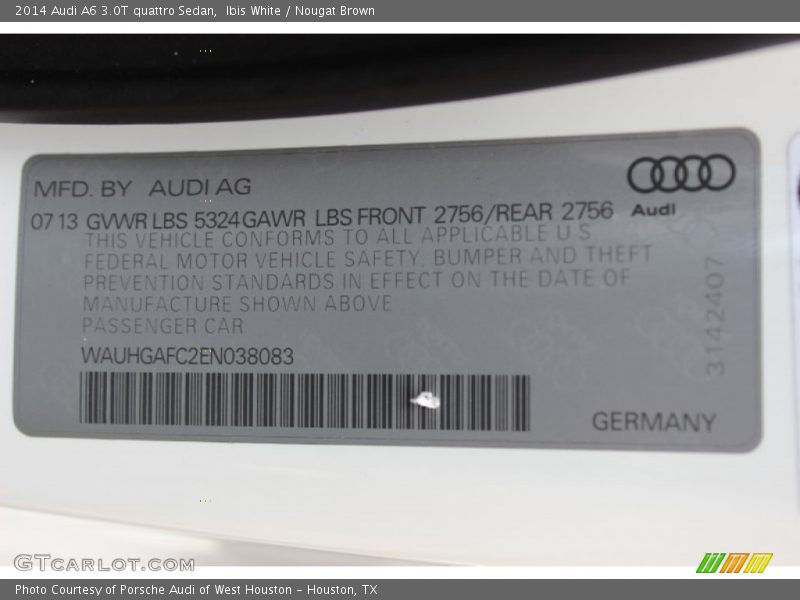 2014 Audi A6 3.0T quattro Sedan,  Ibis White / Nougat Brown
MFD. BY AUDI AG
07 13 GVWR LBS 5324 GAWR LBS FRONT 2756/REAR 2756
Audi
THIS VEHICLE CONFORMS TO ALL APPLICABLE U S
FEDERAL MOTOR VEHICLE SAFETY, BUMPER AND THEFT
PREVENTION STANDARDS IN EFFECT ON THE DATE OF
MANUFACTURE SHOWN ABOVE
PASSENGER CAR
WAUHGAFC2EN038083
3142407
GERMANY
GTCARLOT.COM
Photo Courtesy of Porsche Audi of West Houston - Houston, TX